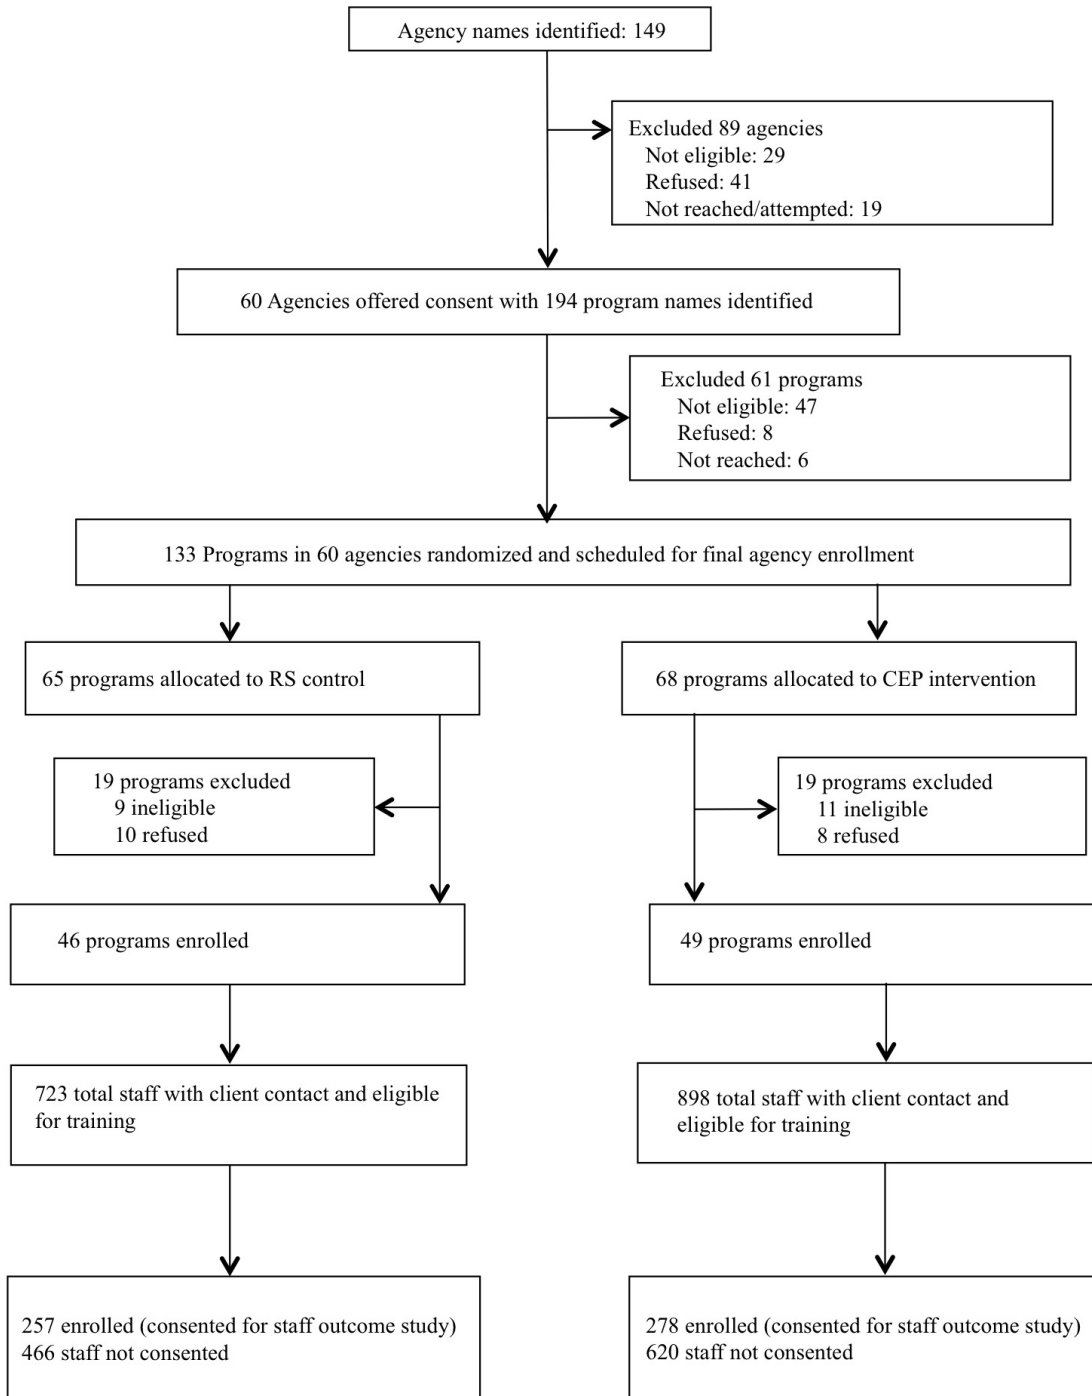 Agency names identified: 149
Excluded 89 agencies
Not eligible: 29
Refused: 41
Not reached/attempted: 19
60 Agencies offered consent with 194 program names identified
Excluded 61 programs
Not eligible: 47
Refused: 8
Not reached: 6
133 Programs in 60 agencies randomized and scheduled for final agency enrollment
65 programs allocated to RS control
68 programs allocated to CEP intervention
19 programs excluded
9 ineligible
10 refused
19 programs excluded
11 ineligible
8 refused
46 programs enrolled
49 programs enrolled
723 total staff with client contact and eligible
for training
898 total staff with client contact and
eligible for training
257 enrolled (consented for staff outcome study)
466 staff not consented
278 enrolled (consented for staff outcome study)
620 staff not consented